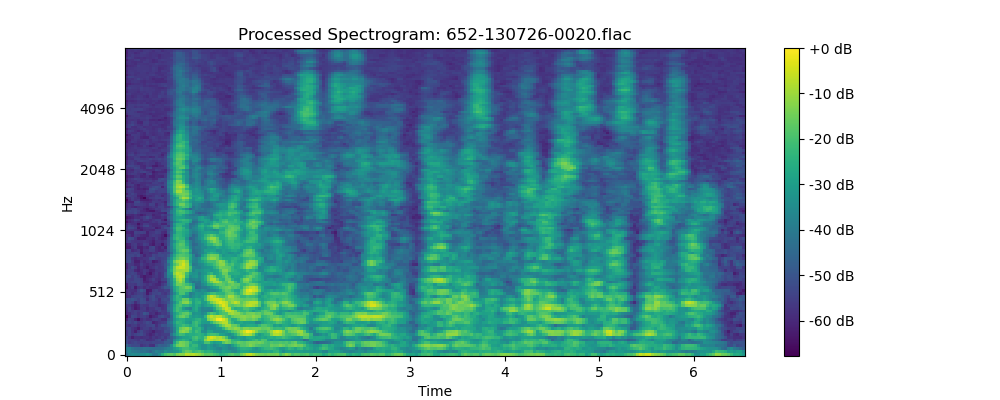 Processed Spectrogram: 652-130726-0020.flac
Hz
4096
2048
1024
512
0
0 1 2 3 4 5 6
Time
+0 dB
-10 dB
-20 dB
-30 dB
-40 dB
-50 dB
-60 dB